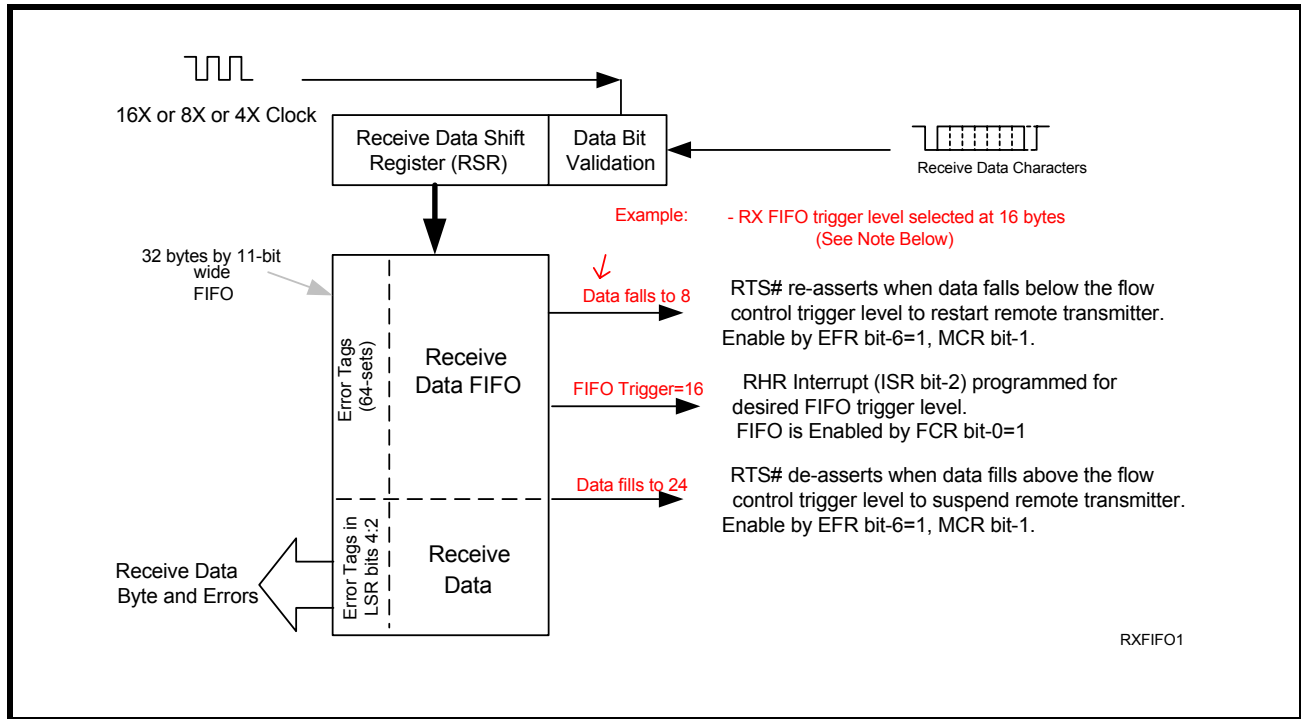 16X or 8X or 4X Clock
Receive Data Shift
Register (RSR)
Data Bit
Validation
Receive Data Characters
Example:
- RX FIFO trigger level selected at 16 bytes
(See Note Below)
32 bytes by 11-bit
wide
FIFO
Error Tags
(64-sets)
Receive
Data FIFO
Data falls to 8
RTS# re-asserts when data falls below the flow
control trigger level to restart remote transmitter.
Enable by EFR bit-6=1, MCR bit-1.
FIFO Trigger=16
RHR Interrupt (ISR bit-2) programmed for
desired FIFO trigger level.
FIFO is Enabled by FCR bit-0=1
Data fills to 24
RTS# de-asserts when data fills above the flow
control trigger level to suspend remote transmitter.
Enable by EFR bit-6=1, MCR bit-1.
Error Tags in
LSR bits 4:2
Receive
Data
Receive Data
Byte and Errors
RXFIFO1